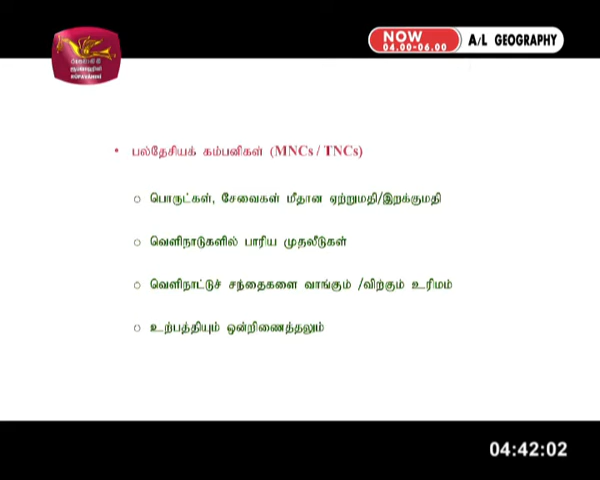 NOW
04.00-06.00
A/L GEOGRAPHY
RUPAVAHINI
* பல்தேசியக் கம்பனிகள் (MNCs / TNCs)
○ பொருட்கள், சேவைகள் மீதான ஏற்றுமதி/இறக்குமதி
○ வெளிநாடுகளில் பாரிய முதலீடுகள்
○ வெளிநாட்டுச் சந்தைகளை வாங்கும் /விற்கும் உரிமம்
○ உற்பத்தியும் ஒன்றிணைத்தலும்
04:42:02